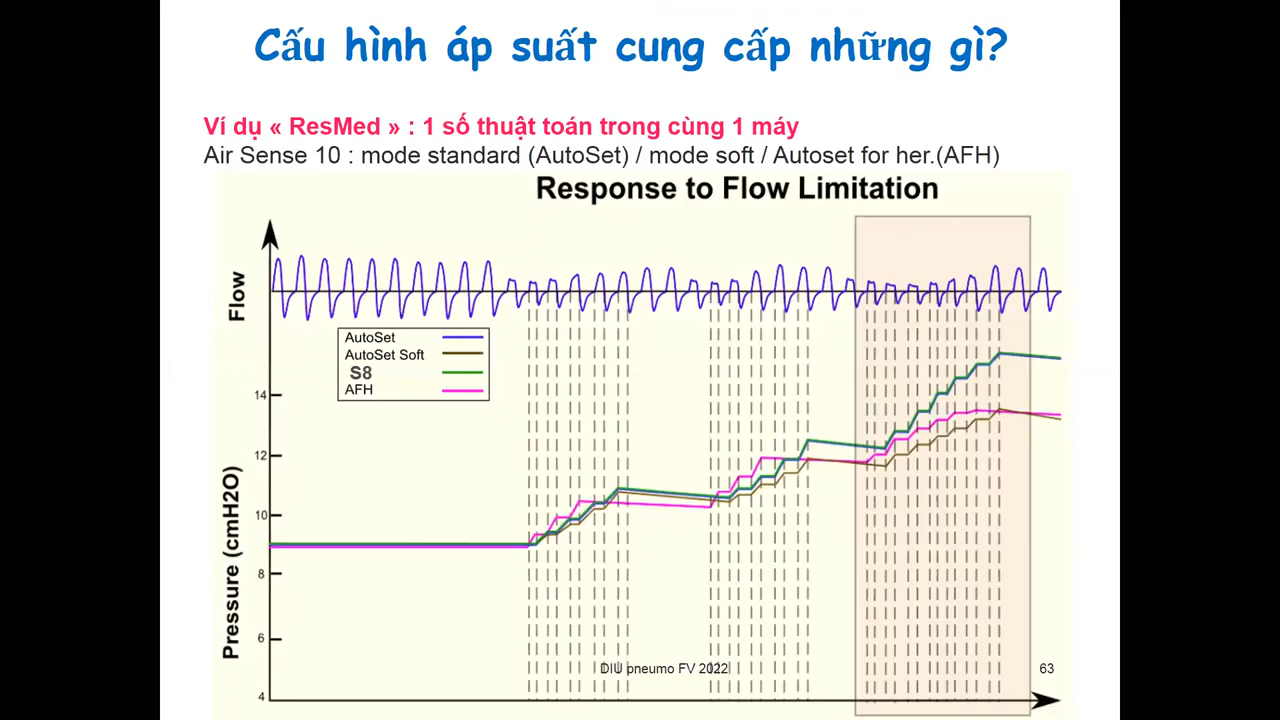 Cấu hình áp suất cung cấp những gì?
Ví dụ « ResMed » : 1 số thuật toán trong cùng 1 máy
Air Sense 10 : mode standard (AutoSet) / mode soft / Autoset for her.(AFH)
Response to Flow Limitation
Flow
AutoSet
AutoSet Soft
S8
AFH
Pressure (cmH2O)
14
12
10
8
6
4
DIU pneumo FV 2022
63